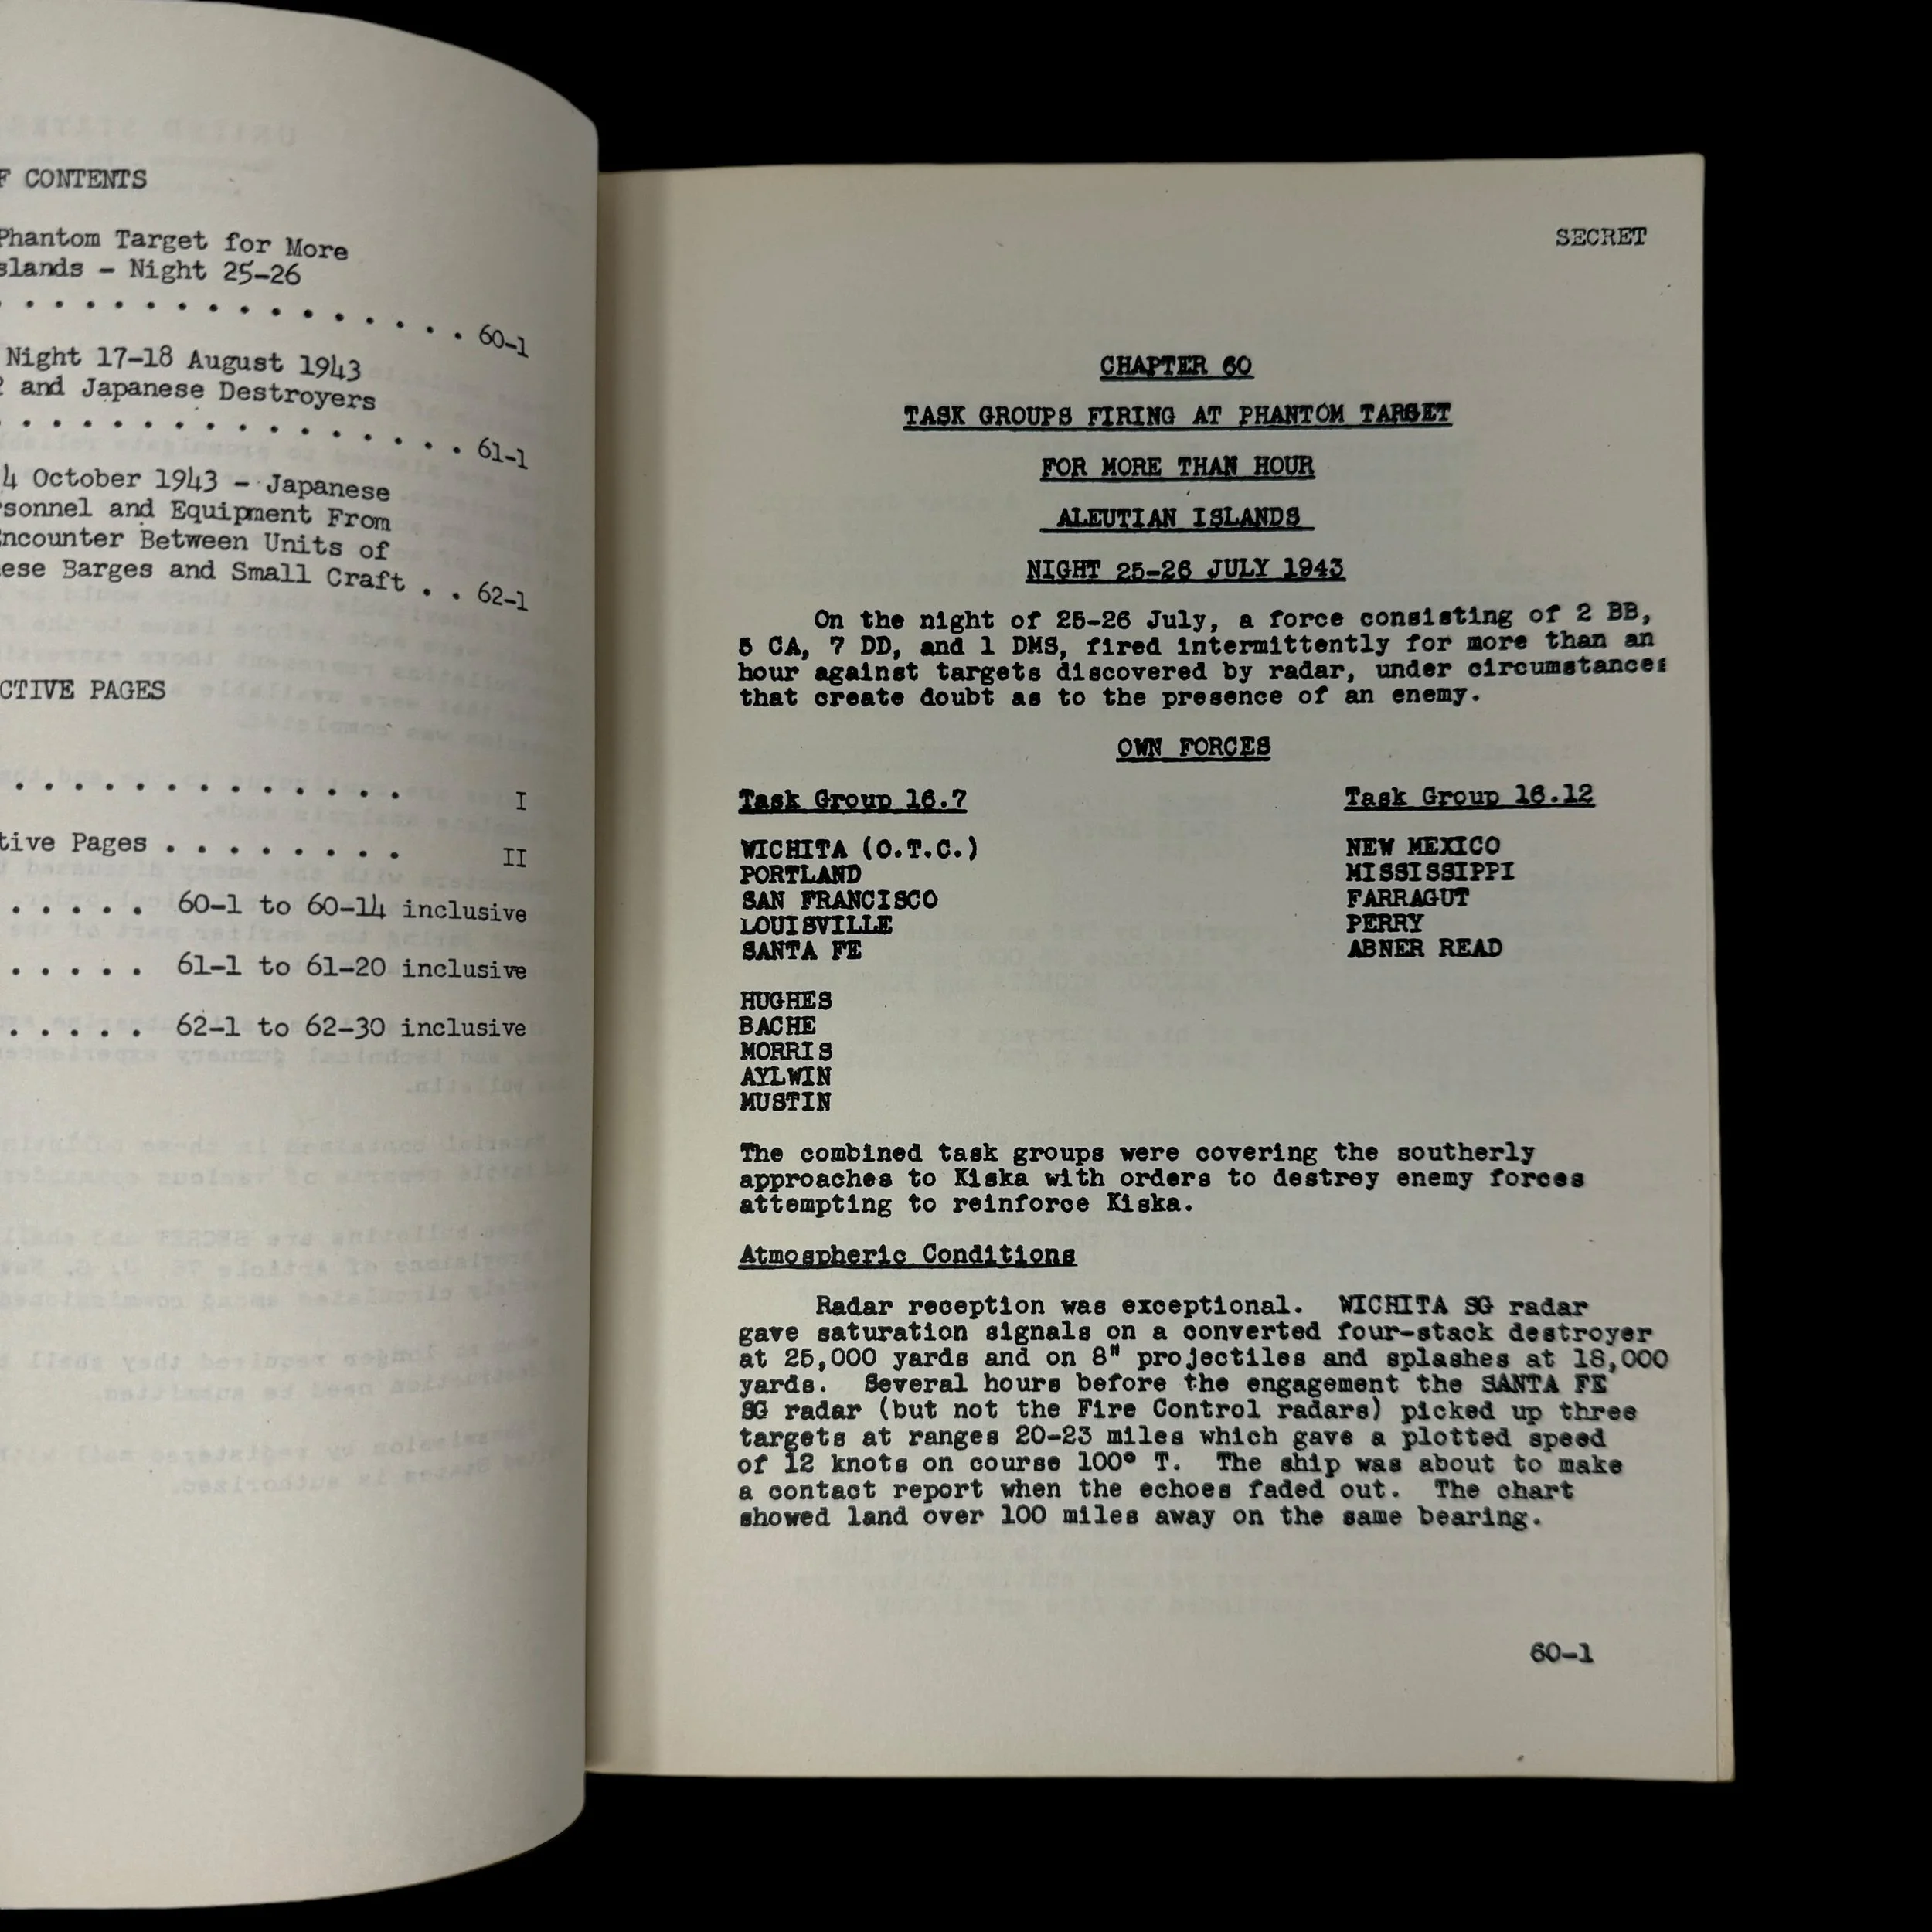 F CONTENTS
Phantom Target for More
slands - Night 25-26
. . . . . . . . . . . . . . . . 60-1
Night 17-18 August 1943
2 and Japanese Destroyers
. . . . . . . . . . . . . . . . 61-1
4 October 1943 - Japanese
rsonnel and Equipment From
ncounter Between Units of
ese Barges and Small Craft . . 62-1
CTIVE PAGES
. . . . . . . . . . . . . . I
tive Pages . . . . . . . . II
. . . . . 60-1 to 60-14 inclusive
. . . . . 61-1 to 61-20 inclusive
. . . . . 62-1 to 62-30 inclusive
SECRET
CHAPTER 60
TASK GROUPS FIRING AT PHANTOM TARGET
FOR MORE THAN HOUR
ALEUTIAN ISLANDS
NIGHT 25-26 JULY 1943
On the night of 25-26 July, a force consisting of 2 BB,
5 CA, 7 DD, and 1 DMS, fired intermittently for more than an
hour against targets discovered by radar, under circumstances
that create doubt as to the presence of an enemy.
OWN FORCES
Task Group 16.7 Task Group 16.12
WICHITA (O.T.C.) NEW MEXICO
PORTLAND MISSISSIPPI
SAN FRANCISCO FARRAGUT
LOUISVILLE PERRY
SANTA FE ABNER READ
HUGHES
BACHE
MORRIS
AYLWIN
MUSTIN
The combined task groups were covering the southerly
approaches to Kiska with orders to destrey enemy forces
attempting to reinforce Kiska.
Atmospheric Conditions
Radar reception was exceptional. WICHITA SG radar
gave saturation signals on a converted four-stack destroyer
at 25,000 yards and on 8" projectiles and splashes at 18,000
yards. Several hours before the engagement the SANTA FE
SG radar (but not the Fire Control radars) picked up three
targets at ranges 20-23 miles which gave a plotted speed
of 12 knots on course 100° T. The ship was about to make
a contact report when the echoes faded out. The chart
showed land over 100 miles away on the same bearing.
60-1